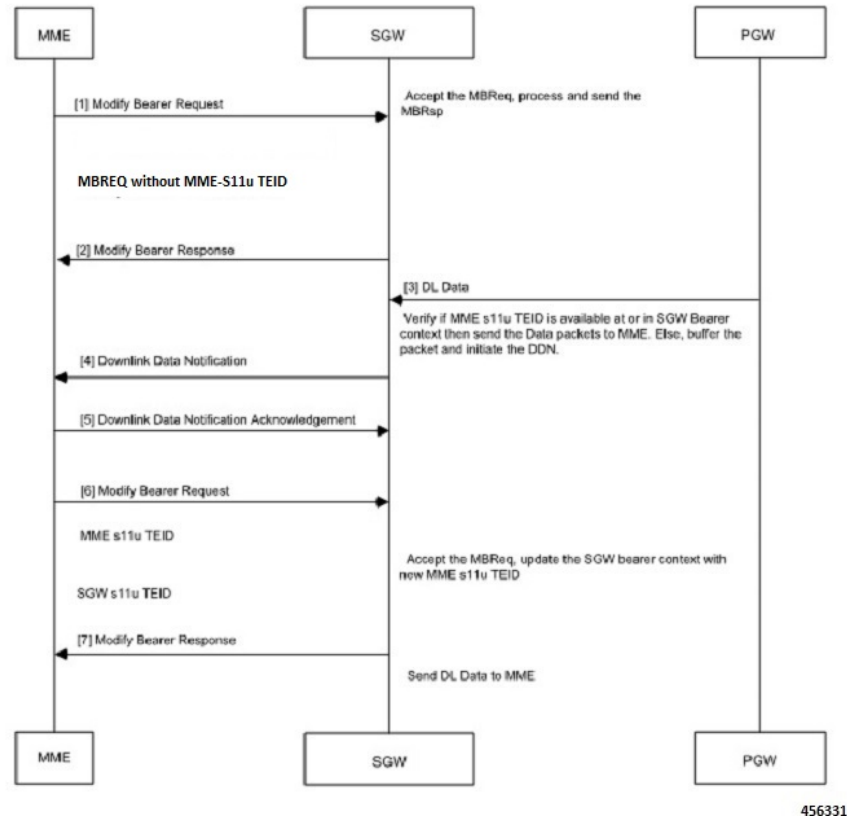 MME
SGW
PGW
[1] Modify Bearer Request
Accept the MBReq, process and send the
MBRsp
MBREQ without MME-S11u TEID
[2] Modify Bearer Response
[3] DL Data
Verify if MME s11u TEID is available at or in SGW Bearer
context then send the Data packets to MME. Else, buffer the
packet and initiate the DDN.
[4] Downlink Data Notification
[5] Downlink Data Notification Acknowledgement
[6] Modify Bearer Request
MME s11u TEID
Accept the MBReq, update the SGW bearer context with
new MME s11u TEID
SGW s11u TEID
[7] Modify Bearer Response
Send DL Data to MME
MME
SGW
PGW
456331